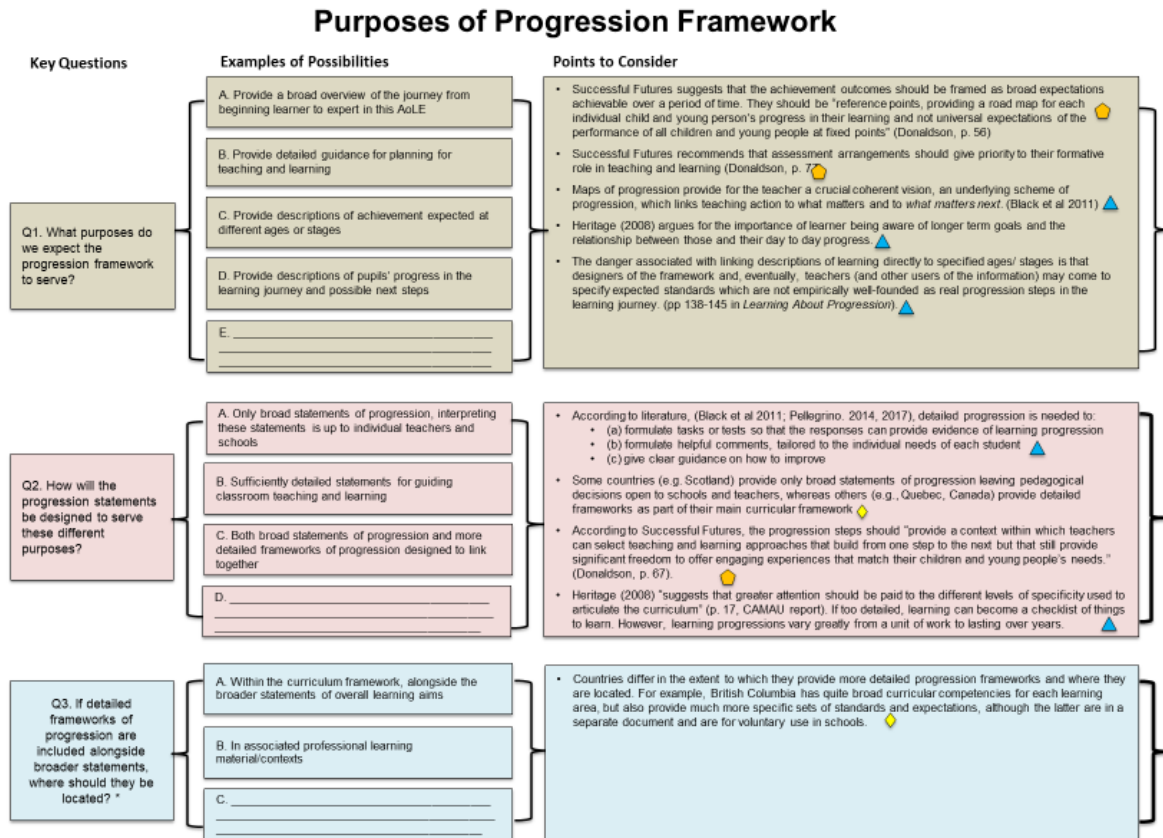 Purposes of Progression Framework
Key Questions
Examples of Possibilities
Points to Consider
Q1. What purposes do
we expect the
progression framework
to serve?
A. Provide a broad overview of the journey from
beginning learner to expert in this AoLE
B. Provide detailed guidance for planning for
teaching and learning
C. Provide descriptions of achievement expected at
different ages or stages
D. Provide descriptions of pupils' progress in the
learning journey and possible next steps
E. ____
• Successful Futures suggests that the achievement outcomes should be framed as broad expectations
achievable over a period of time. They should be "reference points, providing a road map for each
individual child and young person's progress in their learning and not universal expectations of the
performance of all children and young people at fixed points" (Donaldson, p. 56)
• Successful Futures recommends that assessment arrangements should give priority to their formative
role in teaching and learning (Donaldson, p.
• Maps of progression provide for the teacher a crucial coherent vision, an underlying scheme of
progression, which links teaching action to what matters and to what matters next. (Black et al 2011)
• Heritage (2008) argues for the importance of learner being aware of longer term goals and the
relationship between those and their day to day progress.
• The danger associated with linking descriptions of learning directly to specified ages/ stages is that
designers of the framework and, eventually, teachers (and other users of the information) may come to
specify expected standards which are not empirically well-founded as real progression steps in the
learning journey. (pp 138-145 in Learning About Progression).
Q2. How will the
progression statements
be designed to serve
these different
purposes?
A. Only broad statements of progression, interpreting
these statements is up to individual teachers and
schools
B. Sufficiently detailed statements for guiding
classroom teaching and learning
C. Both broad statements of progression and more
detailed frameworks of progression designed to link
together
D. ____
• According to literature, (Black et al 2011; Pellegrino. 2014, 2017), detailed progression is needed to:
• (a) formulate tasks or tests so that the responses can provide evidence of learning progression
• (b) formulate helpful comments, tailored to the individual needs of each student
• (c) give clear guidance on how to improve
• Some countries (e.g. Scotland) provide only broad statements of progression leaving pedagogical
decisions open to schools and teachers, whereas others (e.g., Quebec, Canada) provide detailed
frameworks as part of their main curricular framework
• According to Successful Futures, the progression steps should "provide a context within which teachers
can select teaching and learning approaches that build from one step to the next but that still provide
significant freedom to offer engaging experiences that match their children and young people's needs."
(Donaldson, p. 67).
• Heritage (2008) "suggests that greater attention should be paid to the different levels of specificity used to
articulate the curriculum" (p. 17, CAMAU report). If too detailed, learning can become a checklist of things
to learn. However, learning progressions vary greatly from a unit of work to lasting over years.
Q3. If detailed
frameworks of
progression are
included alongside
broader statements,
where should they be
located? *
A. Within the curriculum framework, alongside the
broader statements of overall learning aims
B. In associated professional learning
material/contexts
C. ____
• Countries differ in the extent to which they provide more detailed progression frameworks and where they
are located. For example, British Columbia has quite broad curricular competencies for each learning
area, but also provide much more specific sets of standards and expectations, although the latter are in a
separate document and are for voluntary use in schools.